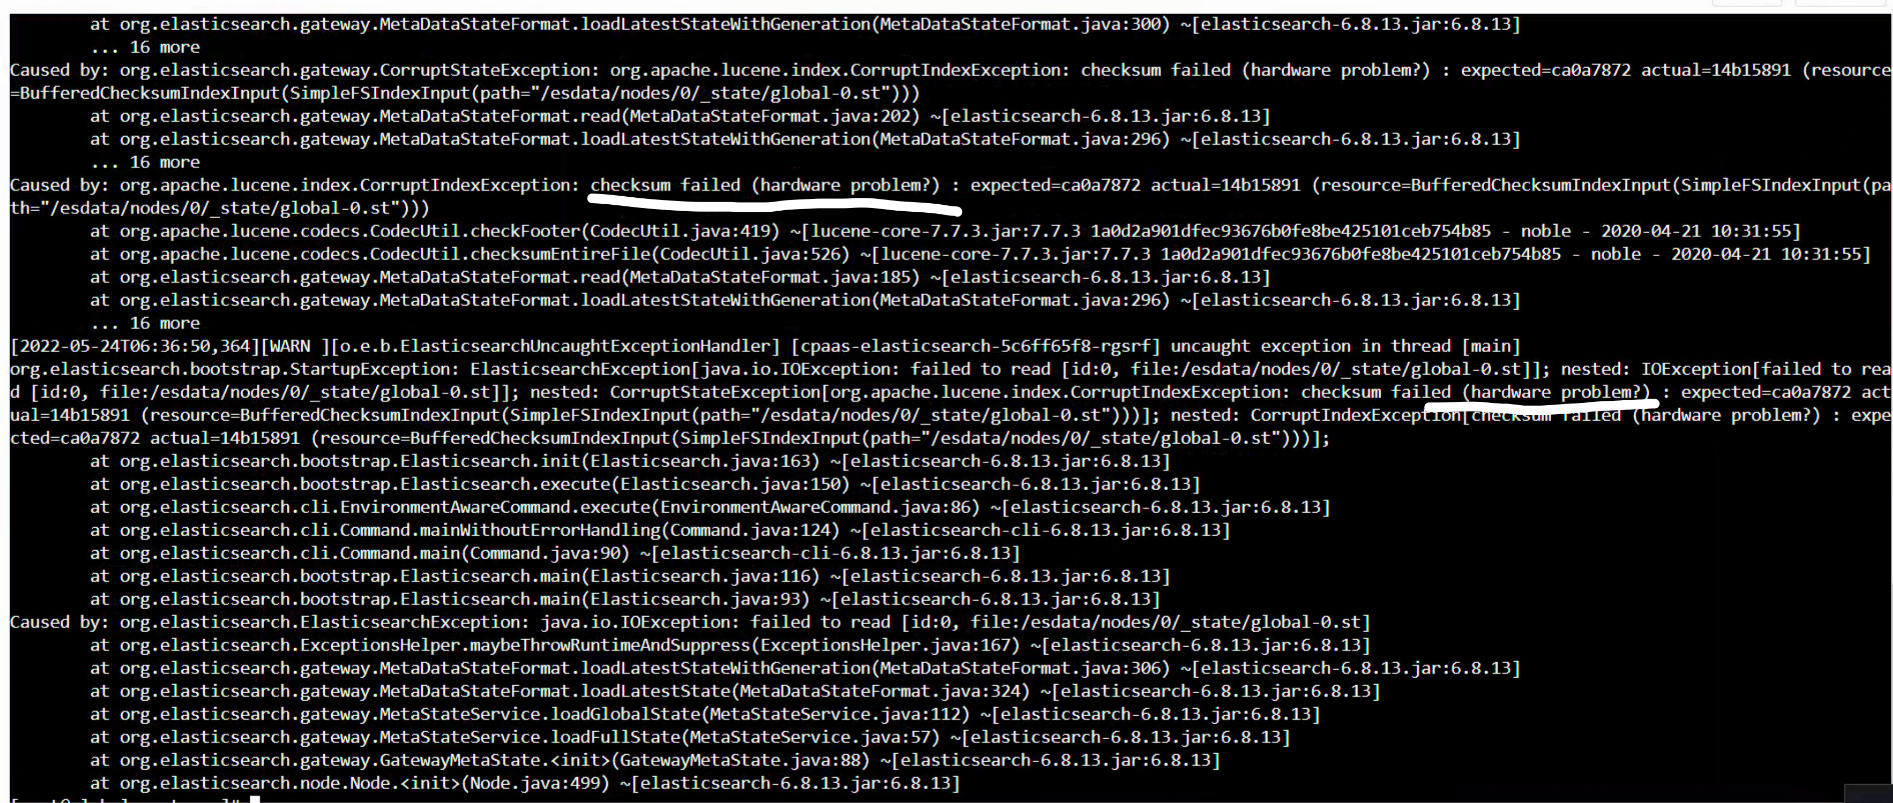 at org.elasticsearch.gateway.MetaDataStateFormat.loadLatestStateWithGeneration(MetaDataStateFormat.java:300) ~[elasticsearch-6.8.13.jar:6.8.13]
... 16 more
Caused by: org.elasticsearch.gateway.CorruptStateException: org.apache.lucene.index.CorruptIndexException: checksum failed (hardware problem?) : expected=ca0a7872 actual=14b15891 (resource
=BufferedChecksumIndexInput(SimpleFSIndexInput(path="/esdata/nodes/0/_state/global-0.st")))
at org.elasticsearch.gateway.MetaDataStateFormat.read(MetaDataStateFormat.java:202) ~[elasticsearch-6.8.13.jar:6.8.13]
at org.elasticsearch.gateway.MetaDataStateFormat.loadLatestStateWithGeneration(MetaDataStateFormat.java:296) ~[elasticsearch-6.8.13.jar:6.8.13]
... 16 more
Caused by: org.apache.lucene.index.CorruptIndexException: checksum failed (hardware problem?) : expected=ca0a7872 actual=14b15891 (resource=BufferedChecksumIndexInput(SimpleFSIndexInput(pa
th="/esdata/nodes/0/_state/global-0.st")))
at org.apache.lucene.codecs.CodecUtil.checkFooter(CodecUtil.java:419) ~[lucene-core-7.7.3.jar:7.7.3 1a0d2a901dfec93676b0fe8be425101ceb754b85 - noble - 2020-04-21 10:31:55]
at org.apache.lucene.codecs.CodecUtil.checksumEntireFile(CodecUtil.java:526) ~[lucene-core-7.7.3.jar:7.7.3 1a0d2a901dfec93676b0fe8be425101ceb754b85 - noble - 2020-04-21 10:31:55]
at org.elasticsearch.gateway.MetaDataStateFormat.read(MetaDataStateFormat.java:185) ~[elasticsearch-6.8.13.jar:6.8.13]
at org.elasticsearch.gateway.MetaDataStateFormat.loadLatestStateWithGeneration(MetaDataStateFormat.java:296) ~[elasticsearch-6.8.13.jar:6.8.13]
... 16 more
[2022-05-24T06:36:50,364][WARN ][o.e.b.ElasticsearchUncaughtExceptionHandler] [cpaas-elasticsearch-5c6ff65f8-rgsrf] uncaught exception in thread [main]
org.elasticsearch.bootstrap.StartupException: ElasticsearchException[java.io.IOException: failed to read [id:0, file:/esdata/nodes/0/_state/global-0.st]]; nested: IOException[failed to rea
d [id:0, file:/esdata/nodes/0/_state/global-0.st]]; nested: CorruptStateException[org.apache.lucene.index.CorruptIndexException: checksum failed (hardware problem?) : expected=ca0a7872 act
ual=14b15891 (resource=BufferedChecksumIndexInput(SimpleFSIndexInput(path="/esdata/nodes/0/_state/global-0.st")))]; nested: CorruptIndexException[checksum failed (hardware problem?) : expe
cted=ca0a7872 actual=14b15891 (resource=BufferedChecksumIndexInput(SimpleFSIndexInput(path="/esdata/nodes/0/_state/global-0.st")))];
at org.elasticsearch.bootstrap.Elasticsearch.init(Elasticsearch.java:163) ~[elasticsearch-6.8.13.jar:6.8.13]
at org.elasticsearch.bootstrap.Elasticsearch.execute(Elasticsearch.java:150) ~[elasticsearch-6.8.13.jar:6.8.13]
at org.elasticsearch.cli.EnvironmentAwareCommand.execute(EnvironmentAwareCommand.java:86) ~[elasticsearch-6.8.13.jar:6.8.13]
at org.elasticsearch.cli.Command.mainWithoutErrorHandling(Command.java:124) ~[elasticsearch-cli-6.8.13.jar:6.8.13]
at org.elasticsearch.cli.Command.main(Command.java:90) ~[elasticsearch-cli-6.8.13.jar:6.8.13]
at org.elasticsearch.bootstrap.Elasticsearch.main(Elasticsearch.java:116) ~[elasticsearch-6.8.13.jar:6.8.13]
at org.elasticsearch.bootstrap.Elasticsearch.main(Elasticsearch.java:93) ~[elasticsearch-6.8.13.jar:6.8.13]
Caused by: org.elasticsearch.ElasticsearchException: java.io.IOException: failed to read [id:0, file:/esdata/nodes/0/_state/global-0.st]
at org.elasticsearch.ExceptionsHelper.maybeThrowRuntimeAndSuppress(ExceptionsHelper.java:167) ~[elasticsearch-6.8.13.jar:6.8.13]
at org.elasticsearch.gateway.MetaDataStateFormat.loadLatestStateWithGeneration(MetaDataStateFormat.java:306) ~[elasticsearch-6.8.13.jar:6.8.13]
at org.elasticsearch.gateway.MetaDataStateFormat.loadLatestState(MetaDataStateFormat.java:324) ~[elasticsearch-6.8.13.jar:6.8.13]
at org.elasticsearch.gateway.MetaStateService.loadGlobalState(MetaStateService.java:112) ~[elasticsearch-6.8.13.jar:6.8.13]
at org.elasticsearch.gateway.MetaStateService.loadFullState(MetaStateService.java:57) ~[elasticsearch-6.8.13.jar:6.8.13]
at org.elasticsearch.gateway.GatewayMetaState.<init>(GatewayMetaState.java:88) ~[elasticsearch-6.8.13.jar:6.8.13]
at org.elasticsearch.node.Node.<init>(Node.java:499) ~[elasticsearch-6.8.13.jar:6.8.13]